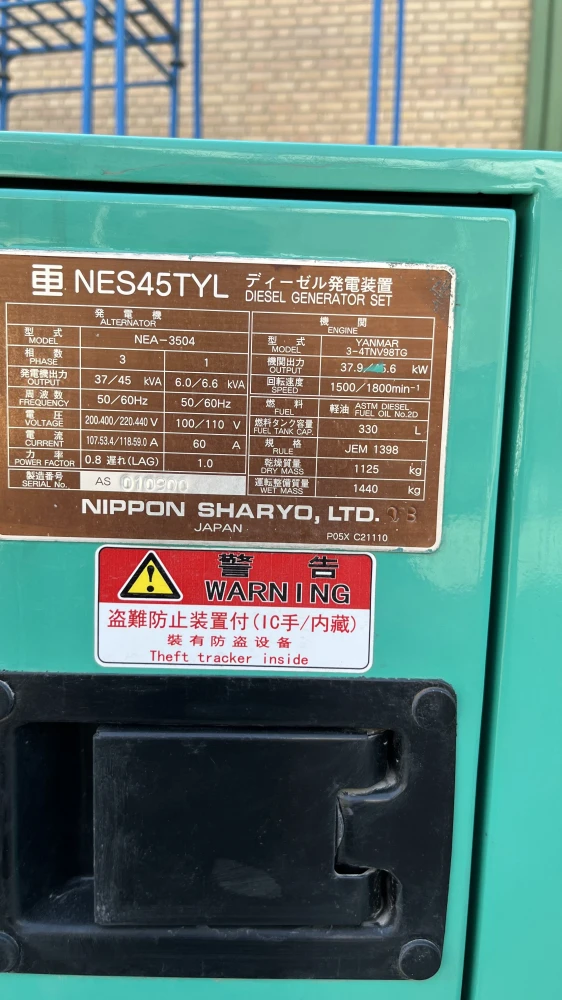 重 NES45TYL ディーゼル発電装置
DIESEL GENERATOR SET
発電機
ALTERNATOR
型式 MODEL NEA-3504
相数 PHASE 3 1
発電機出力 OUTPUT 37/45 kVA 6.0/6.6 kVA
周波数 FREQUENCY 50/60Hz 50/60Hz
電圧 VOLTAGE 200.400/220.440 V 100/110 V
電流 CURRENT 107.53.4/118.59.0 A 60 A
力率 POWER FACTOR 0.8 遅れ(LAG) 1.0
製造番号 SERIAL No. AS
機関
ENGINE
型式 MODEL YANMAR 3-4TNV98TG
機関出力 OUTPUT 37.9 kW
回転速度 SPEED 1500/1800min⁻¹
燃料 FUEL 軽油 ASTM DIESEL FUEL OIL No.2D
燃料タンク容量 FUEL TANK CAP. 330 L
規格 RULE JEM 1398
乾燥質量 DRY MASS 1125 kg
運転整備質量 WET MASS 1440 kg
NIPPON SHARYO, LTD.
JAPAN
P05X C21110
警告
WARNING
盗難防止装置付(IC手/内蔵)
裝有防盗设备
Theft tracker inside